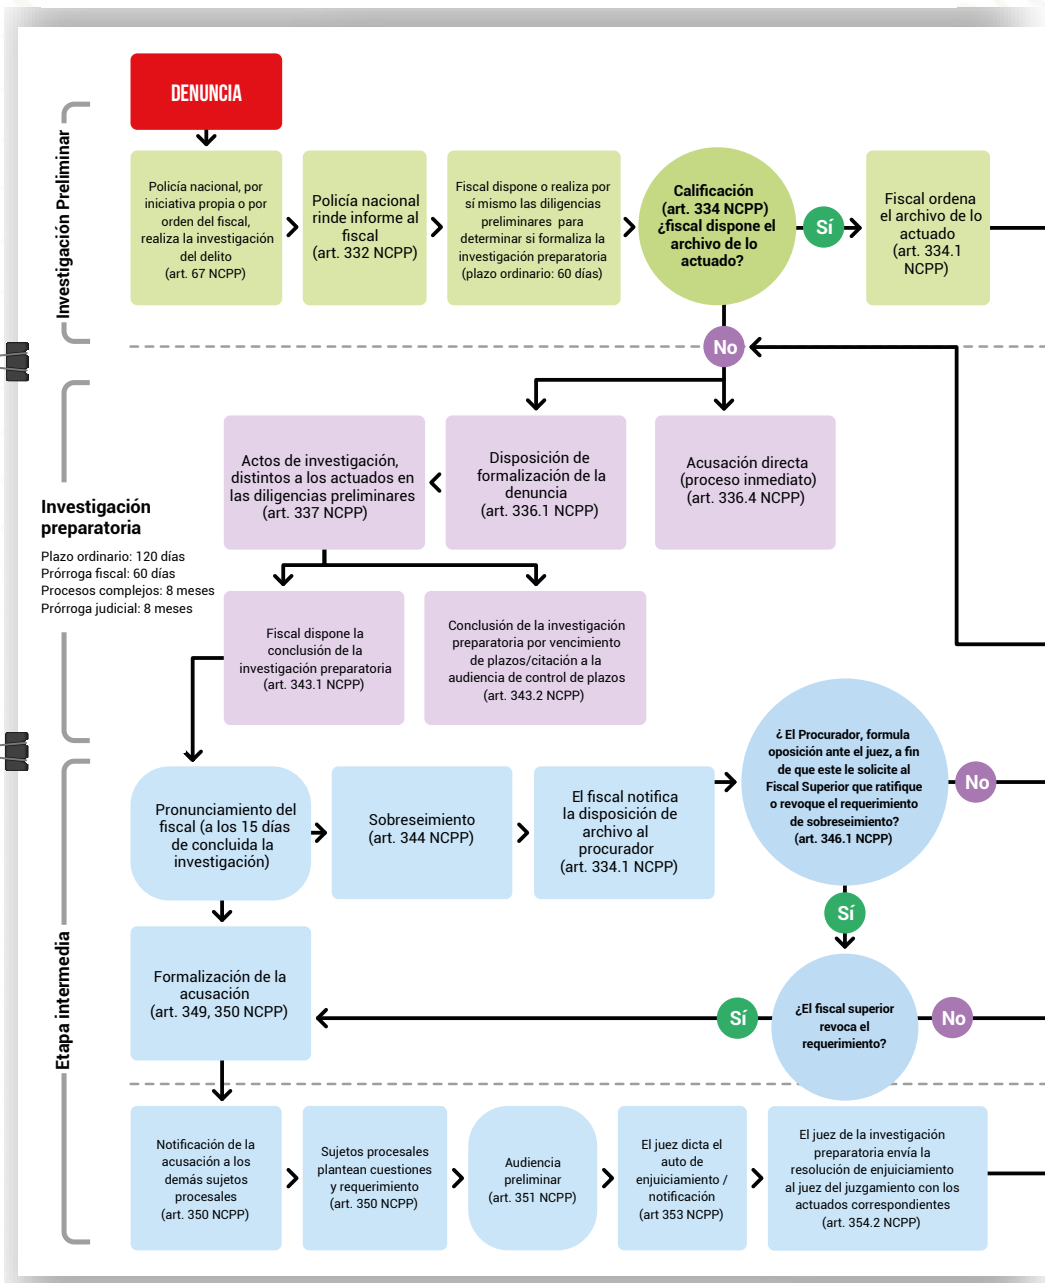 DENUNCIA
Investigación Preliminar
Policía nacional, por
iniciativa propia o por
orden del fiscal,
realiza la investigación
del delito
(art. 67 NCPP)
Policía nacional
rinde informe al
fiscal
(art. 332 NCPP)
Fiscal dispone o realiza por
sí mismo las diligencias
preliminares para
determinar si formaliza la
investigación preparatoria
(plazo ordinario: 60 días)
Calificación
(art. 334 NCPP)
¿fiscal dispone el
archivo de lo
actuado?
Sí
Fiscal ordena
el archivo de lo
actuado
(art. 334.1
NCPP)
No
Investigación
preparatoria
Plazo ordinario: 120 días
Prórroga fiscal: 60 días
Procesos complejos: 8 meses
Prórroga judicial: 8 meses
Actos de investigación,
distintos a los actuados en
las diligencias preliminares
(art. 337 NCPP)
Disposición de
formalización de la
denuncia
(art. 336.1 NCPP)
Acusación directa
(proceso inmediato)
(art. 336.4 NCPP)
Fiscal dispone la
conclusión de la
investigación preparatoria
(art. 343.1 NCPP)
Conclusión de la investigación
preparatoria por vencimiento
de plazos/citación a la
audiencia de control de plazos
(art. 343.2 NCPP)
Etapa intermedia
Pronunciamiento del
fiscal (a los 15 días
de concluida la
investigación)
Sobreseimiento
(art. 344 NCPP)
El fiscal notifica
la disposición de
archivo al
procurador
(art. 334.1 NCPP)
¿ El Procurador, formula
oposición ante el juez, a fin
de que este le solicite al
Fiscal Superior que ratifique
o revoque el requerimiento
de sobreseimiento?
(art. 346.1 NCPP)
No
Sí
Formalización de la
acusación
(art. 349, 350 NCPP)
Sí
¿El fiscal superior
revoca el
requerimiento?
No
Notificación de la
acusación a los
demás sujetos
procesales
(art. 350 NCPP)
Sujetos procesales
plantean cuestiones
y requerimiento
(art. 350 NCPP)
Audiencia
preliminar
(art. 351 NCPP)
El juez dicta el
auto de
enjuiciamiento /
notificación
(art 353 NCPP)
El juez de la investigación
preparatoria envía la
resolución de enjuiciamiento
al juez del juzgamiento con los
actuados correspondientes
(art. 354.2 NCPP)